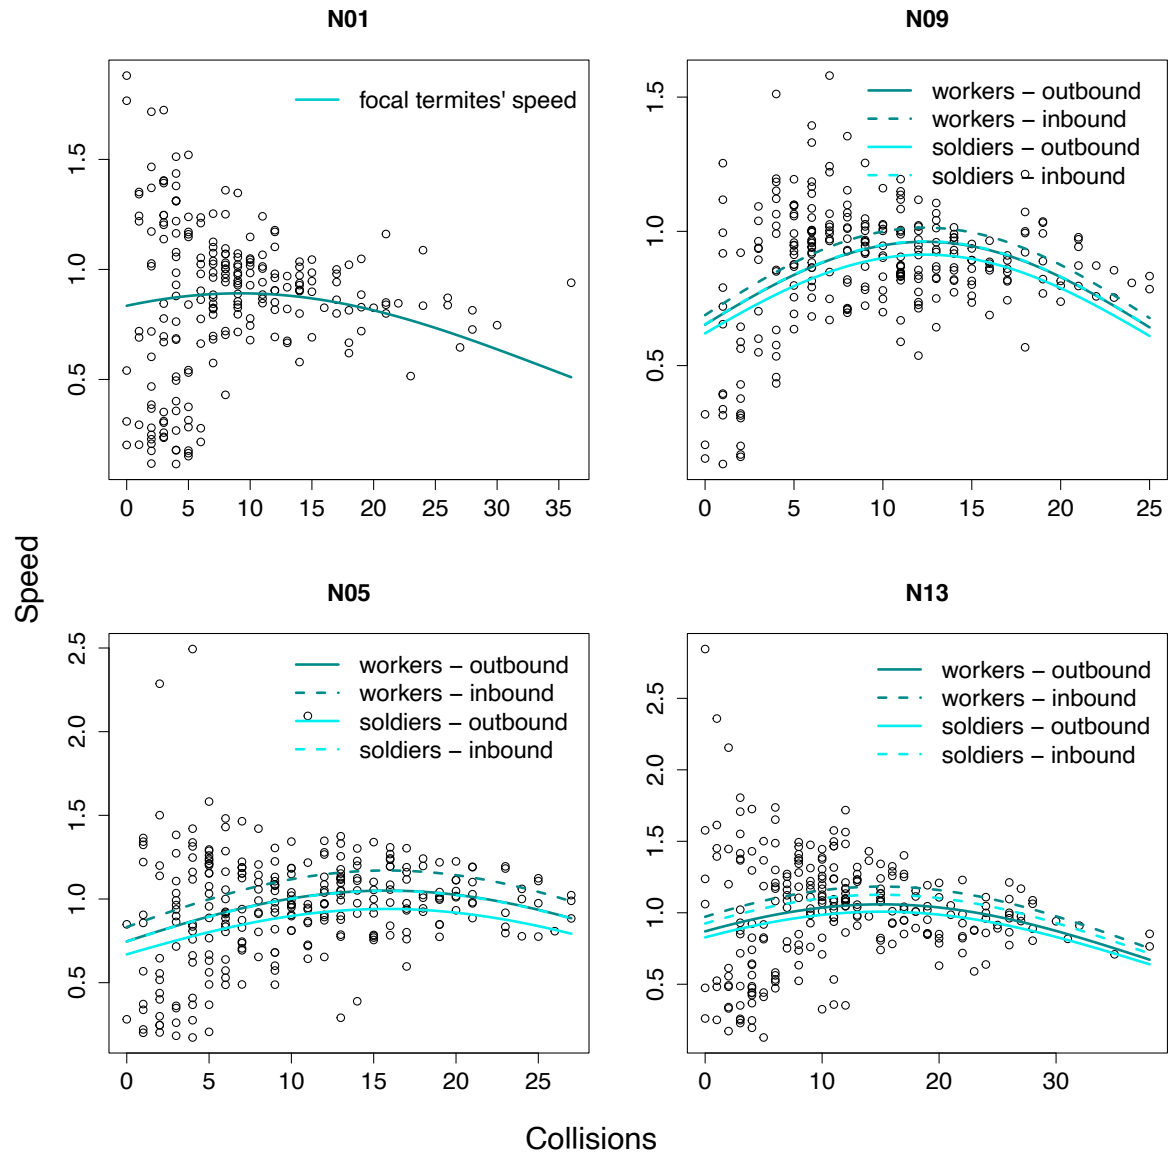 N01
focal termites' speed
0.5 1.0 1.5
0 5 10 15 20 25 30 35
N09
workers – outbound
workers – inbound
soldiers – outbound
soldiers – inbound
0.5 1.0 1.5
0 5 10 15 20 25
Speed
N05
workers – outbound
workers – inbound
soldiers – outbound
soldiers – inbound
0.5 1.0 1.5 2.0 2.5
0 5 10 15 20 25
N13
workers – outbound
workers – inbound
soldiers – outbound
soldiers – inbound
0.5 1.0 1.5 2.0 2.5
0 10 20 30
Collisions